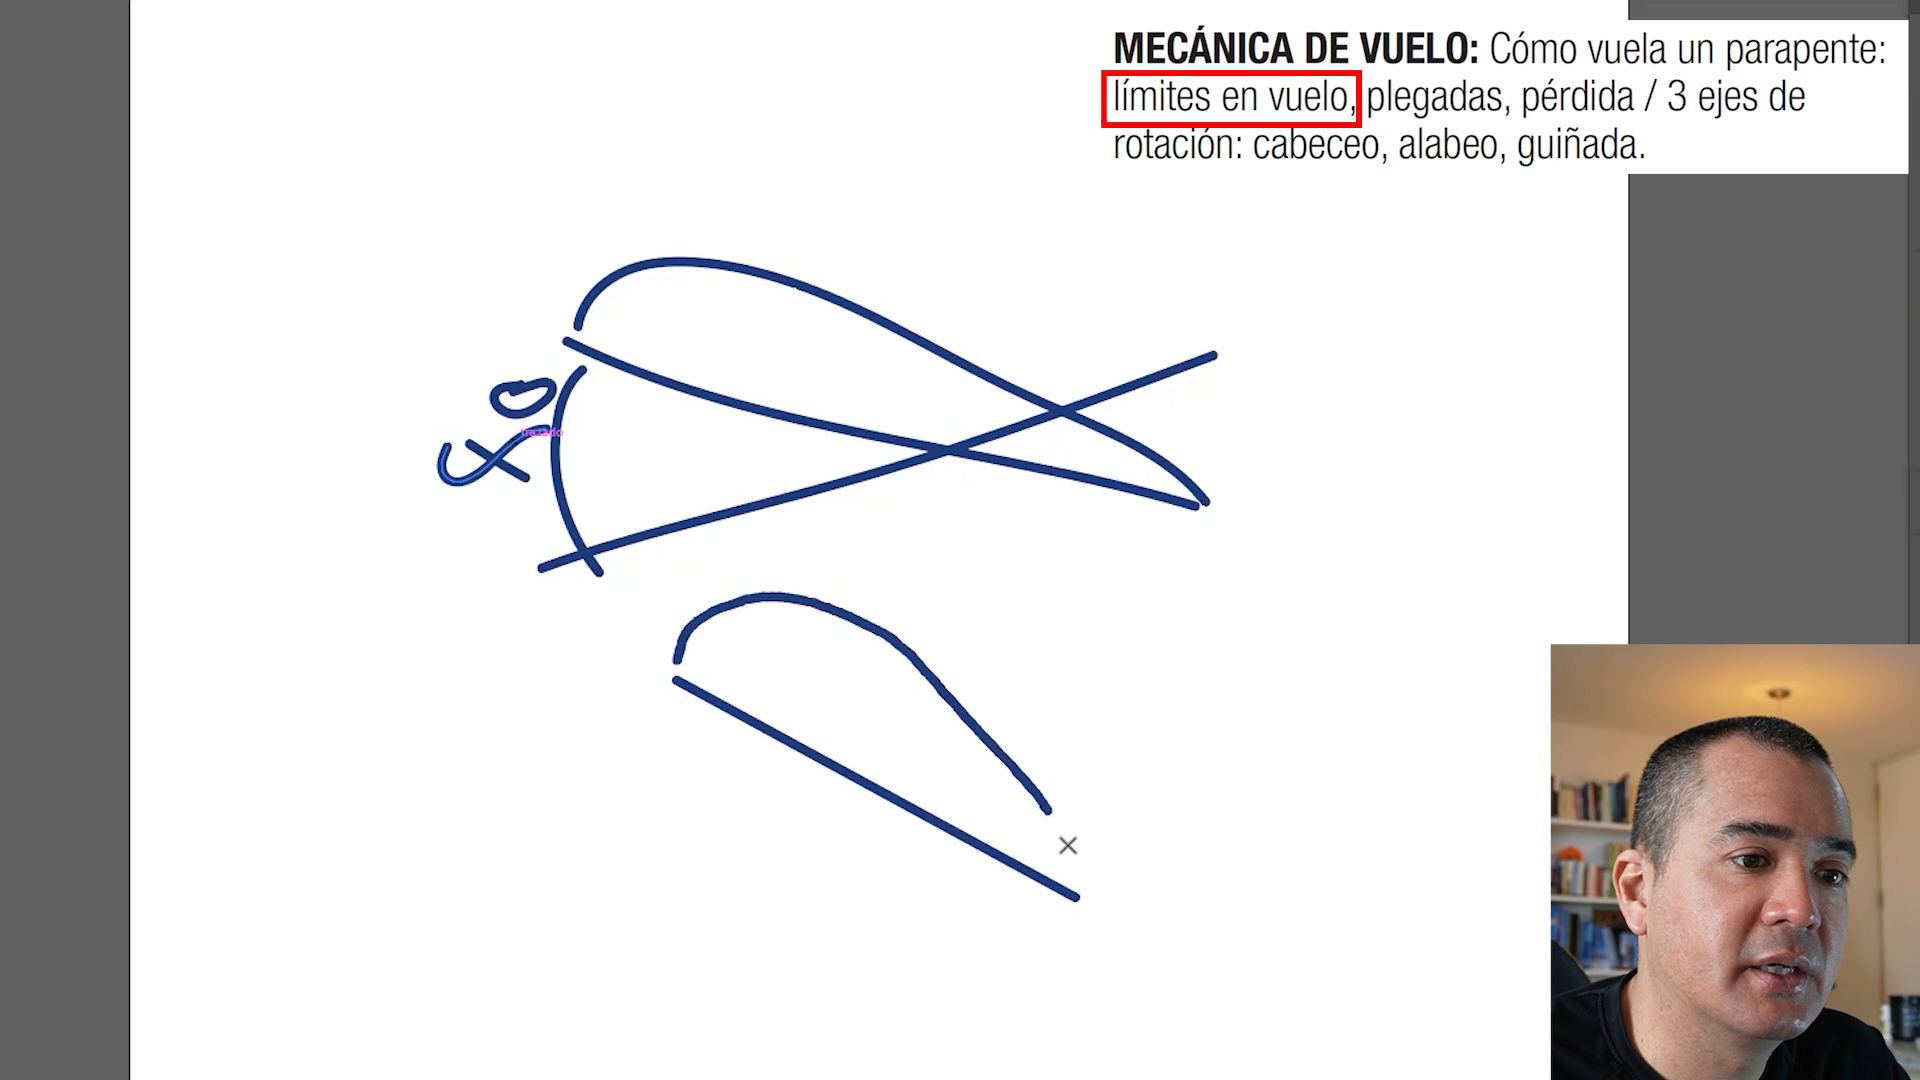 MECÁNICA DE VUELO: Cómo vuela un parapente:
límites en vuelo, plegadas, pérdida / 3 ejes de
rotación: cabeceo, alabeo, guiñada.
trazado